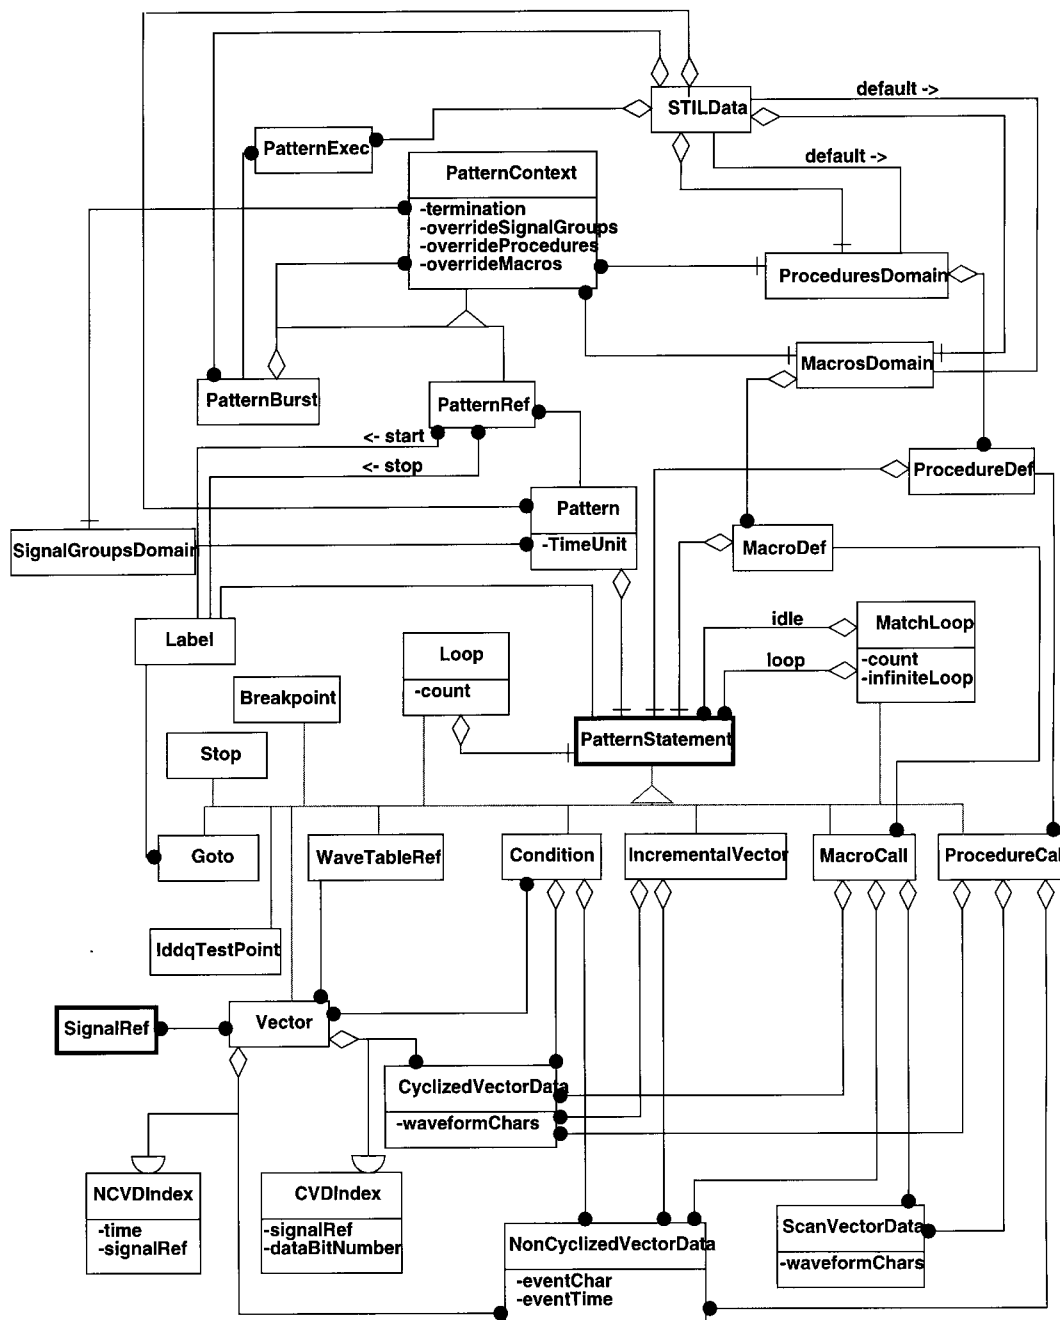 STILData
default ->
PatternExec
default ->
PatternContext
-termination
-overrideSignalGroups
-overrideProcedures
-overrideMacros
ProceduresDomain
MacrosDomain
PatternBurst
PatternRef
<- start
<- stop
ProcedureDef
Pattern
-TimeUnit
SignalGroupsDomain
MacroDef
Label
idle
MatchLoop
-count
-infiniteLoop
loop
Loop
-count
Breakpoint
Stop
PatternStatement
Goto
WaveTableRef
Condition
IncrementalVector
MacroCall
ProcedureCall
IddqTestPoint
SignalRef
Vector
CyclizedVectorData
-waveformChars
NCVDIndex
-time
-signalRef
CVDIndex
-signalRef
-dataBitNumber
NonCyclizedVectorData
-eventChar
-eventTime
ScanVectorData
-waveformChars